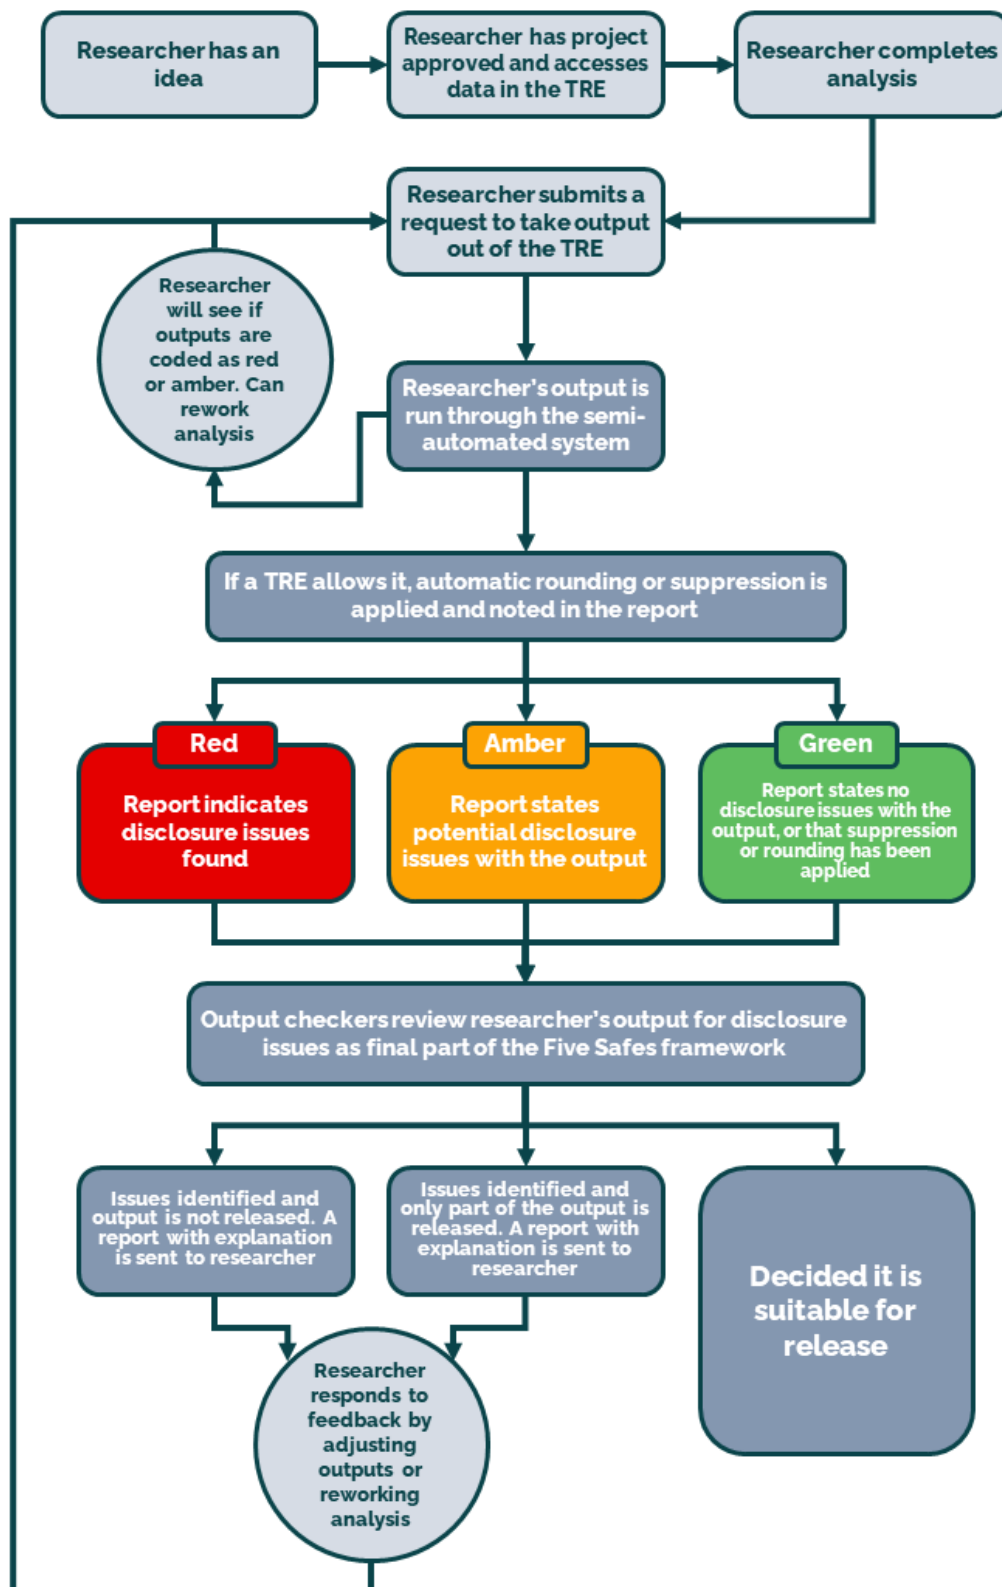 Researcher has an
idea
Researcher has project
approved and accesses
data in the TRE
Researcher completes
analysis
Researcher submits a
request to take output
out of the TRE
Researcher
will see if
outputs are
coded as red
or amber. Can
rework
analysis
Researcher's output is
run through the semi-
automated system
If a TRE allows it, automatic rounding or suppression is
applied and noted in the report
Red
Report indicates
disclosure issues
found
Amber
Report states
potential disclosure
issues with the output
Green
Report states no
disclosure issues with the
output, or that suppression
or rounding has been
applied
Output checkers review researcher's output for disclosure
issues as final part of the Five Safes framework
Issues identified and
output is not released. A
report with explanation
is sent to researcher
Issues identified and
only part of the output is
released. A report with
explanation is sent to
researcher
Decided it is
suitable for
release
Researcher
responds to
feedback by
adjusting
outputs or
reworking
analysis